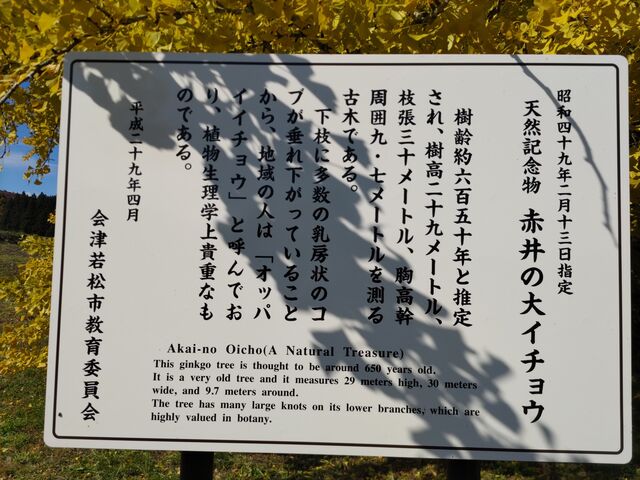 昭和四十九年二月十三日指定
天然記念物 赤井の大イチョウ
樹齢約六百五十年と推定
され、樹高二十九メートル、
枝張三十メートル、胸高幹
周囲九・七メートルを測る
古木である。
下枝に多数の乳房状のコ
ブが垂れ下がっていること
から、地域の人は「オッパ
イイチョウ」と呼んでお
り、植物生理学上貴重なも
のである。
平成二十九年四月
会津若松市教育委員会
Akai-no Oicho(A Natural Treasure)
This ginkgo tree is thought to be around 650 years old.
It is a very old tree and it measures 29 meters high, 30 meters
wide, and 9.7 meters around.
The tree has many large knots on its lower branches, which are
highly valued in botany.